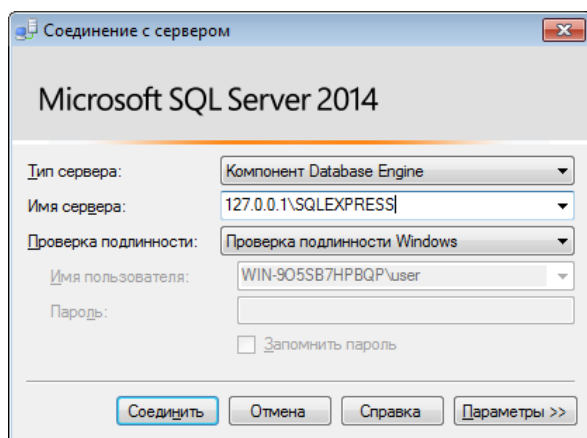 Соединение с сервером
Microsoft SQL Server 2014
Тип сервера: Компонент Database Engine
Имя сервера: 127.0.0.1\SQLEXPRESS
Проверка подлинности: Проверка подлинности Windows
Имя пользователя: WIN-9O5SB7HPBQP\user
Пароль:
Запомнить пароль
Соединить Отмена Справка Параметры >>